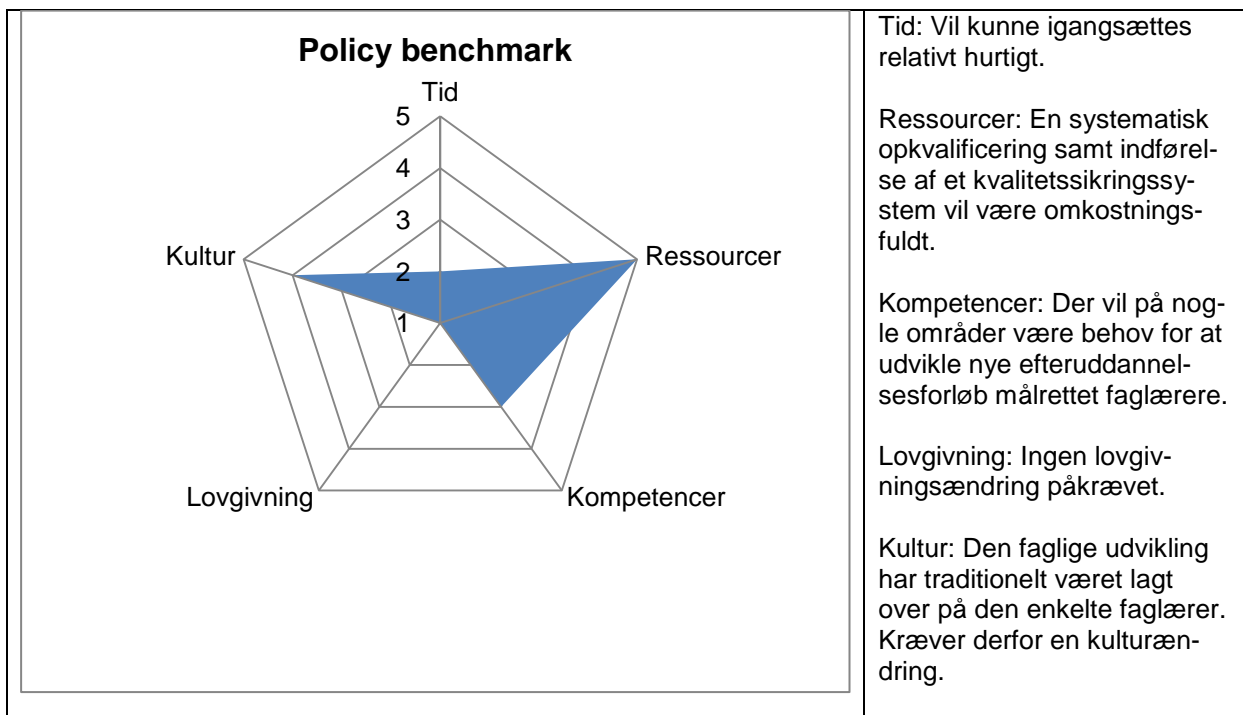 Policy benchmark
Tid
5
4
3
2
1
Kultur
Ressourcer
Lovgivning
Kompetencer
Tid: Vil kunne igangsættes
relativt hurtigt.
Ressourcer: En systematisk
opkvalificering samt indførel-
se af et kvalitetssikringssy-
stem vil være omkostnings-
fuldt.
Kompetencer: Der vil på nog-
le områder være behov for at
udvikle nye efteruddannel-
sesforløb målrettet faglærere.
Lovgivning: Ingen lovgiv-
ningsændring påkrævet.
Kultur: Den faglige udvikling
har traditionelt været lagt
over på den enkelte faglærer.
Kræver derfor en kulturæn-
dring.